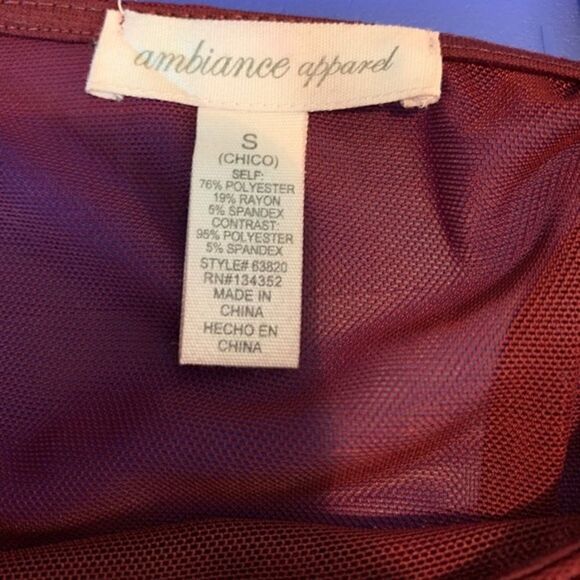 ambiance apparel
S
(CHICO)
SELF:
76% POLYESTER
19% RAYON
5% SPANDEX
CONTRAST:
95% POLYESTER
5% SPANDEX
STYLE# 63820
RN#134352
MADE IN
CHINA
HECHO EN
CHINA